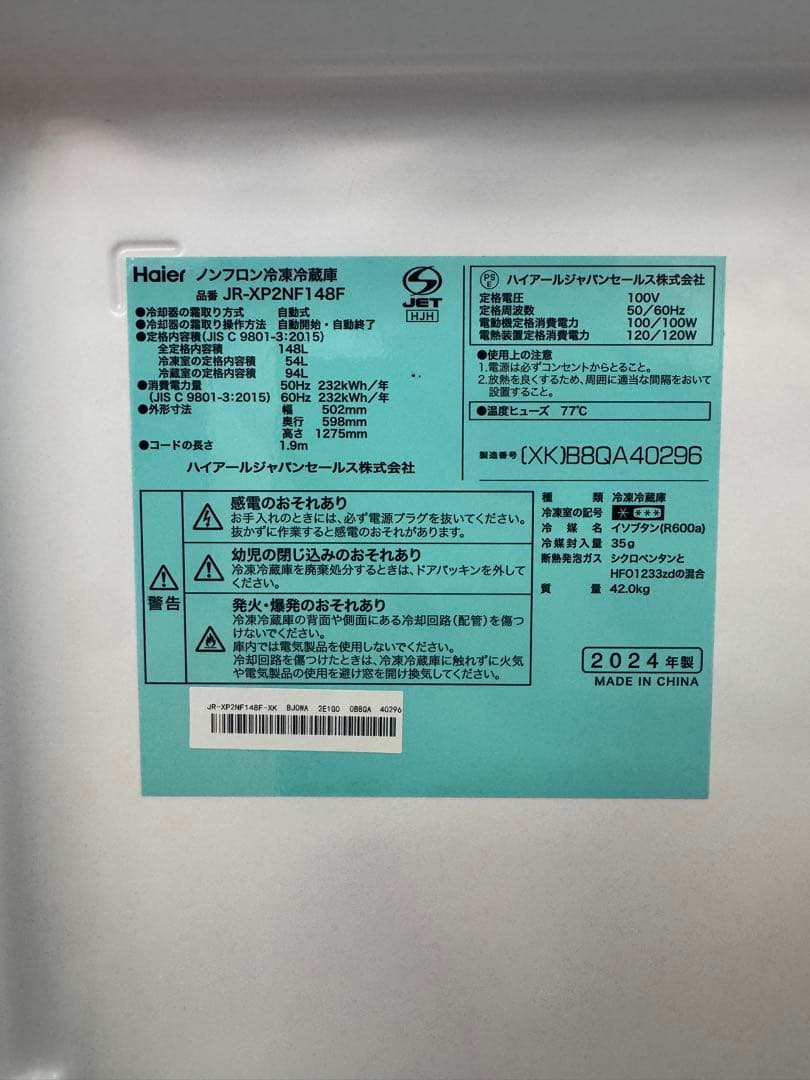 Haier ノンフロン冷凍冷蔵庫
品番 JR-XP2NF148F
●冷却器の霜取り方式 自動式
●冷却器の霜取り操作方法 自動開始・自動終了
●定格内容積(JIS C 9801-3:2015)
全定格内容積 148L
冷凍室の定格内容積 54L
冷蔵室の定格内容積 94L
●消費電力量 50Hz 232kWh/年
(JIS C 9801-3:2015) 60Hz 232kWh/年
●外形寸法 幅 502mm
奥行 598mm
高さ 1275mm
●コードの長さ 1.9m
ハイアールジャパンセールス株式会社
JET
HJH
PS
E ハイアールジャパンセールス株式会社
定格電圧 100V
定格周波数 50/60Hz
電動機定格消費電力 100/100W
電熱装置定格消費電力 120/120W
●使用上の注意
1.電源は必ずコンセントからとること。
2.放熱を良くするため、周囲に適当な間隔をおいて
設置すること。
●温度ヒューズ 77℃
製造番号 (XK)B8QA40296
警告
感電のおそれあり
お手入れのときには、必ず電源プラグを抜いてください。
抜かずに作業すると感電のおそれがあります。
幼児の閉じ込みのおそれあり
冷凍冷蔵庫を廃棄処分するときは、ドアパッキンを外して
ください。
発火・爆発のおそれあり
冷凍冷蔵庫の背面や側面にある冷却回路(配管)を傷つ
けないでください。
庫内では電気製品を使用しないでください。
冷却回路を傷つけたときは、冷凍冷蔵庫に触れずに火気
や電気製品の使用を避け窓を開け換気してください。
種類 冷凍冷蔵庫
冷凍室の記号 * ***
冷媒名 イソブタン(R600a)
冷媒封入量 35g
断熱発泡ガス シクロペンタンと
HFO1233zdの混合
質量 42.0kg
2024年製
MADE IN CHINA
JR-XP2NF148F-XK BJ0WA 2E1G0 0B8QA 40296